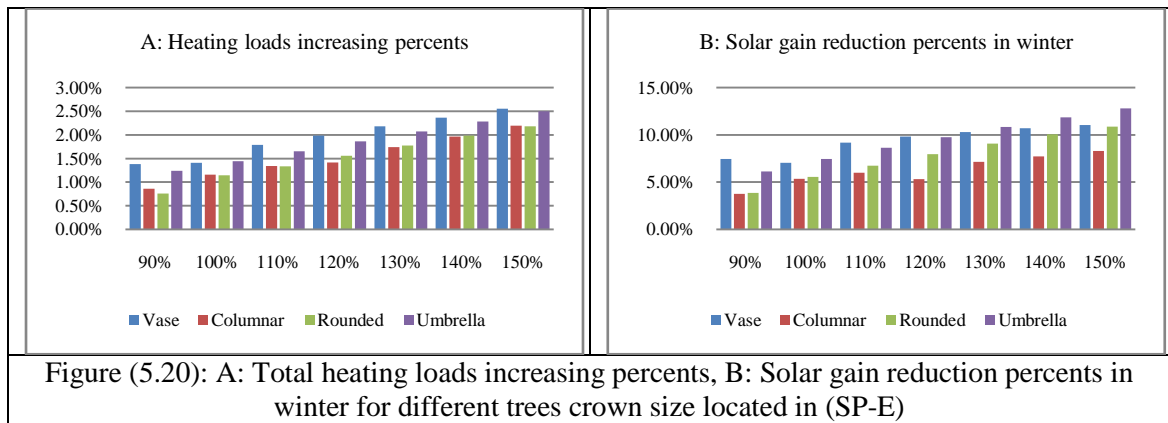 A: Heating loads increasing percents
3.00%
2.50%
2.00%
1.50%
1.00%
0.50%
0.00%
90% 100% 110% 120% 130% 140% 150%
Vase Columnar Rounded Umbrella
B: Solar gain reduction percents in winter
15.00%
10.00%
5.00%
0.00%
90% 100% 110% 120% 130% 140% 150%
Vase Columnar Rounded Umbrella
Figure (5.20): A: Total heating loads increasing percents, B: Solar gain reduction percents in
winter for different trees crown size located in (SP-E)